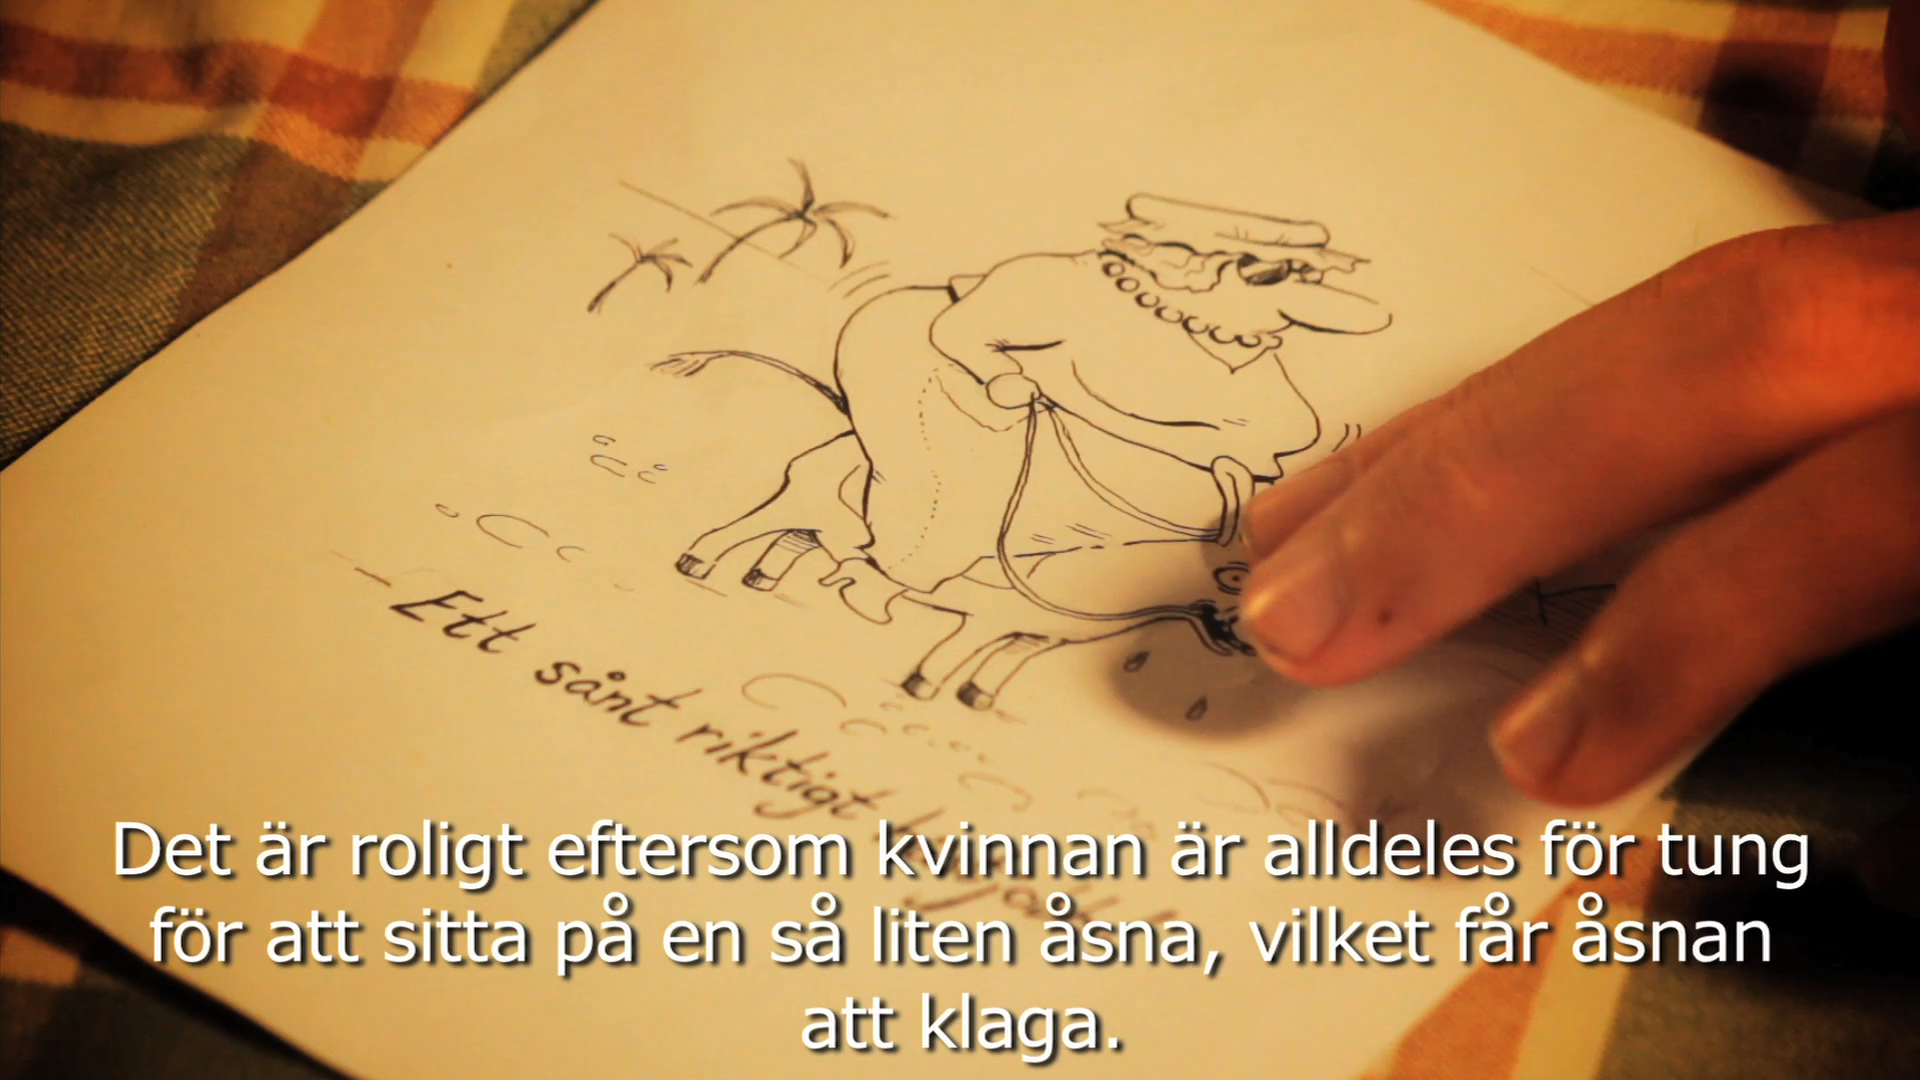 - Ett sånt riktigt
Det är roligt eftersom kvinnan är alldeles för tung
för att sitta på en så liten åsna, vilket får åsnan
att klaga.